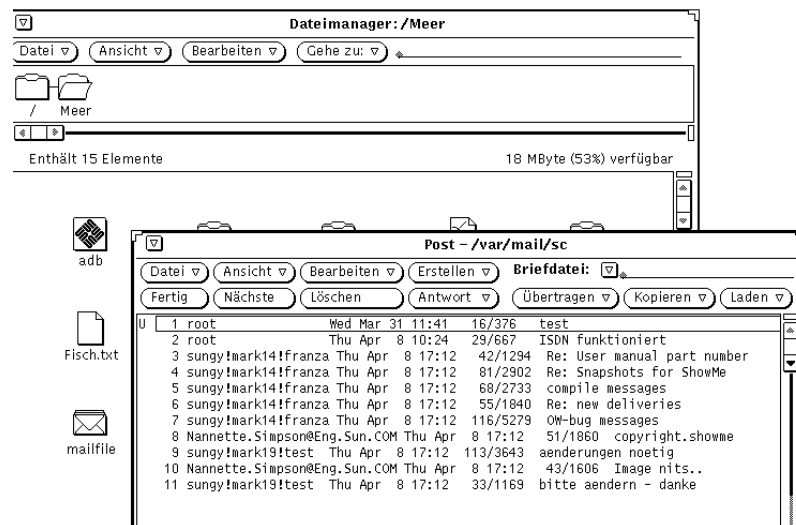 Dateimanager:/Meer
Datei Ansicht Bearbeiten Gehe zu:
/ Meer
Enthält 15 Elemente 18 MByte (53%) verfügbar
adb
Fisch.txt
mailfile
Post – /var/mail/sc
Datei Ansicht Bearbeiten Erstellen Briefdatei:
Fertig Nächste Löschen Antwort Übertragen Kopieren Laden
U 1 root Wed Mar 31 11:41 16/376 test
2 root Thu Apr 8 10:24 29/667 ISDN funktioniert
3 sungy!mark14!franza Thu Apr 8 17:12 42/1294 Re: User manual part number
4 sungy!mark14!franza Thu Apr 8 17:12 81/2902 Re: Snapshots for ShowMe
5 sungy!mark14!franza Thu Apr 8 17:12 68/2733 compile messages
6 sungy!mark14!franza Thu Apr 8 17:12 55/1840 Re: new deliveries
7 sungy!mark14!franza Thu Apr 8 17:12 116/5279 OW-bug messages
8 Nannette.Simpson@Eng.Sun.COM Thu Apr 8 17:12 51/1860 copyright.showme
9 sungy!mark19!test Thu Apr 8 17:12 113/3643 aenderungen noetig
10 Nannette.Simpson@Eng.Sun.COM Thu Apr 8 17:12 43/1606 Image nits..
11 sungy!mark19!test Thu Apr 8 17:12 33/1169 bitte aendern - danke